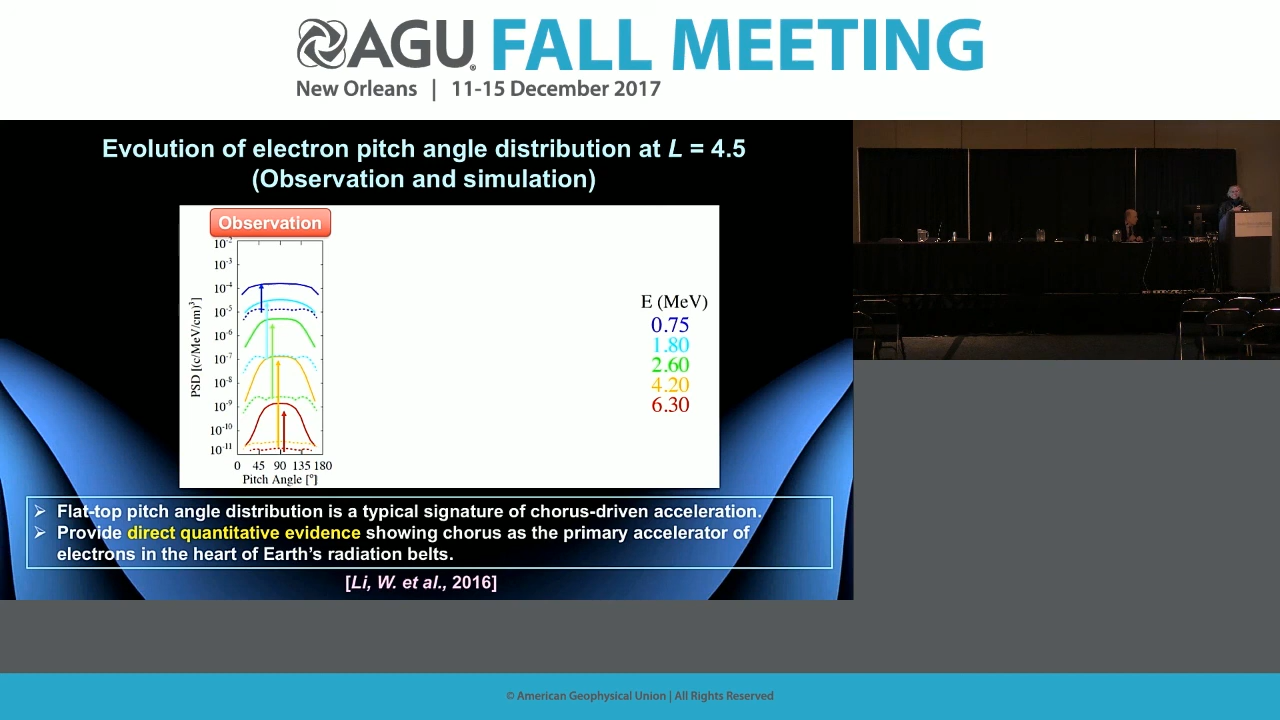 AGU FALL MEETING
New Orleans | 11-15 December 2017
Evolution of electron pitch angle distribution at L = 4.5
(Observation and simulation)
Observation
10-2
10-3
10-4
10-5
10-6
10-7
10-8
10-9
10-10
10-11
PSD [(c/MeV/cm)3]
0 45 90 135 180
Pitch Angle [°]
E (MeV)
0.75
1.80
2.60
4.20
6.30
➢ Flat-top pitch angle distribution is a typical signature of chorus-driven acceleration.
➢ Provide direct quantitative evidence showing chorus as the primary accelerator of
electrons in the heart of Earth's radiation belts.
[Li, W. et al., 2016]
© American Geophysical Union | All Rights Reserved